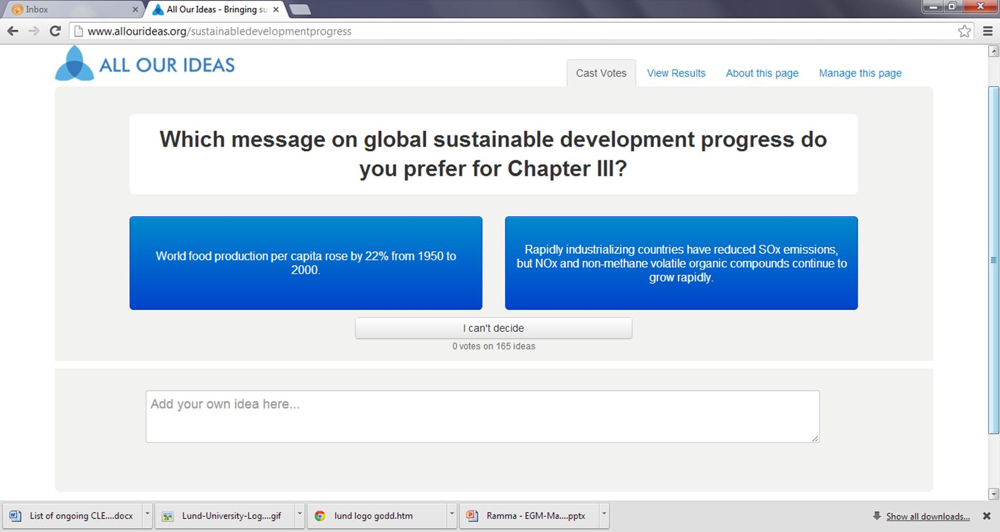 Inbox
All Our Ideas - Bringing su
www.allourideas.org/sustainabledevelopmentprogress
ALL OUR IDEAS
Cast Votes
View Results
About this page
Manage this page
Which message on global sustainable development progress do
you prefer for Chapter III?
World food production per capita rose by 22% from 1950 to
2000.
Rapidly industrializing countries have reduced SOx emissions,
but NOx and non-methane volatile organic compounds continue to
grow rapidly.
I can't decide
0 votes on 165 ideas
Add your own idea here...
List of ongoing CLE....docx
Lund-University-Log....gif
lund logo godd.htm
Ramma - EGM-Ma....pptx
Show all downloads...